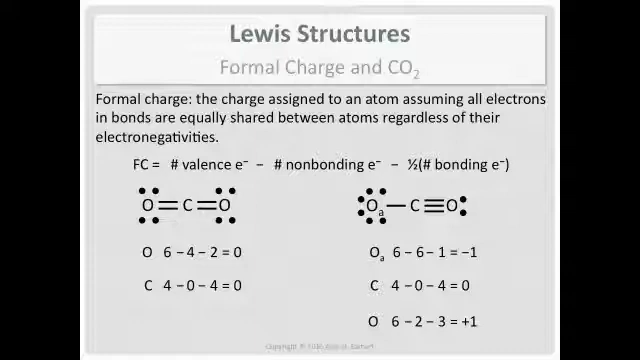 Lewis Structures
Formal Charge and CO₂
Formal charge: the charge assigned to an atom assuming all electrons
in bonds are equally shared between atoms regardless of their
electronegativities.
FC = # valence e⁻ − # nonbonding e⁻ − ½(# bonding e⁻)
O=C=O Oₐ−C≡O
O 6 − 4 − 2 = 0 Oₐ 6 − 6 − 1 = −1
C 4 − 0 − 4 = 0 C 4 − 0 − 4 = 0
O 6 − 2 − 3 = +1
Copyright ©